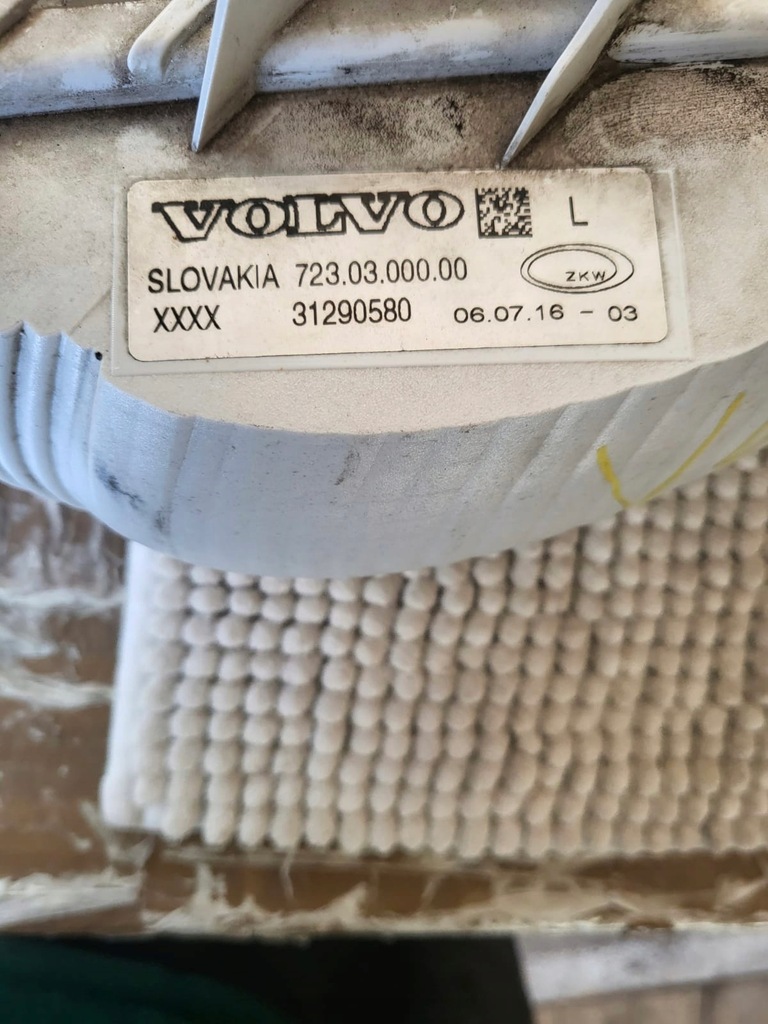 VOLVO L
SLOVAKIA 723.03.000.00 ZKW
XXXX 31290580 06.07.16 - 03